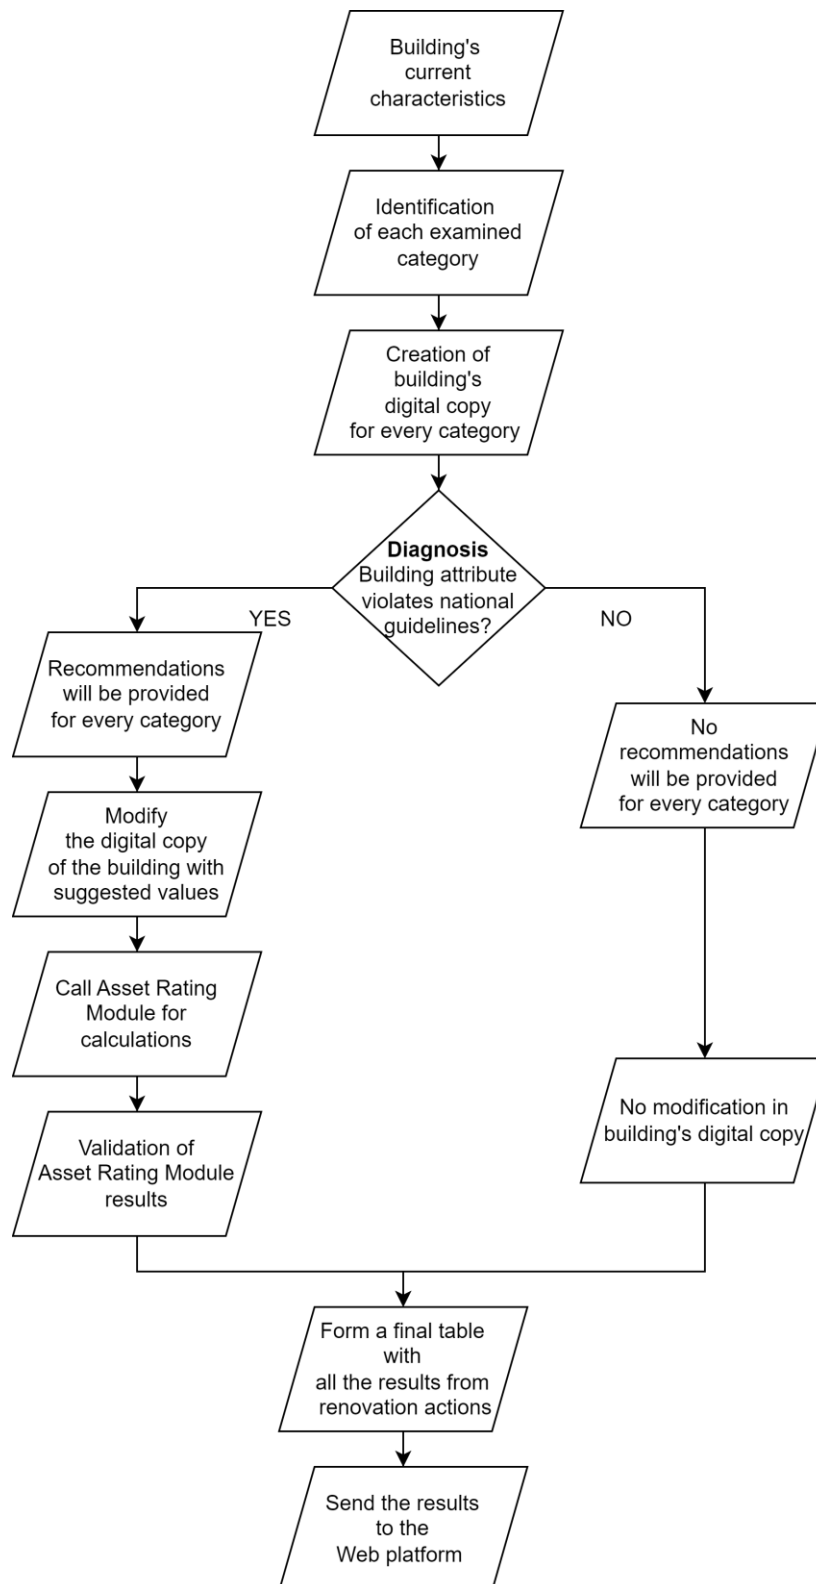 Building's
current
characteristics
Identification
of each examined
category
Creation of
building's
digital copy
for every category
Diagnosis
Building attribute
violates national
guidelines?
YES
NO
Recommendations
will be provided
for every category
No
recommendations
will be provided
for every category
Modify
the digital copy
of the building with
suggested values
Call Asset Rating
Module for
calculations
Validation of
Asset Rating Module
results
No modification in
building's digital copy
Form a final table
with
all the results from
renovation actions
Send the results
to the
Web platform